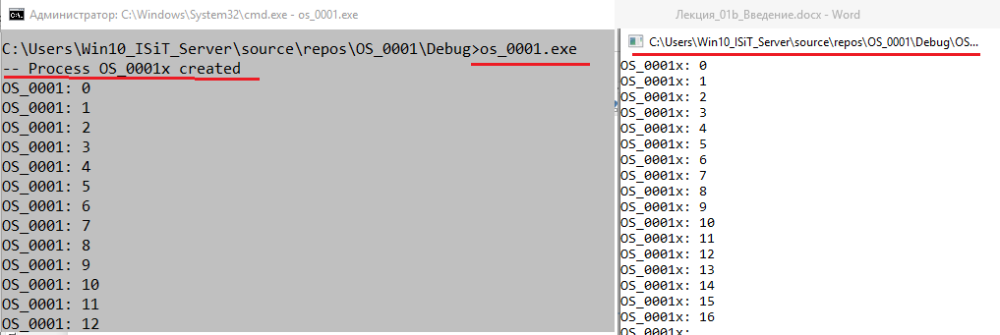 Администратор: C:\Windows\System32\cmd.exe - os_0001.exe
C:\Users\Win10_ISiT_Server\source\repos\OS_0001\Debug>os_0001.exe
-- Process OS_0001x created
OS_0001: 0
OS_0001: 1
OS_0001: 2
OS_0001: 3
OS_0001: 4
OS_0001: 5
OS_0001: 6
OS_0001: 7
OS_0001: 8
OS_0001: 9
OS_0001: 10
OS_0001: 11
OS_0001: 12
Лекция_01b_Введение.docx - Word
C:\Users\Win10_ISiT_Server\source\repos\OS_0001\Debug\OS...
OS_0001x: 0
OS_0001x: 1
OS_0001x: 2
OS_0001x: 3
OS_0001x: 4
OS_0001x: 5
OS_0001x: 6
OS_0001x: 7
OS_0001x: 8
OS_0001x: 9
OS_0001x: 10
OS_0001x: 11
OS_0001x: 12
OS_0001x: 13
OS_0001x: 14
OS_0001x: 15
OS_0001x: 16
OS_0001x: